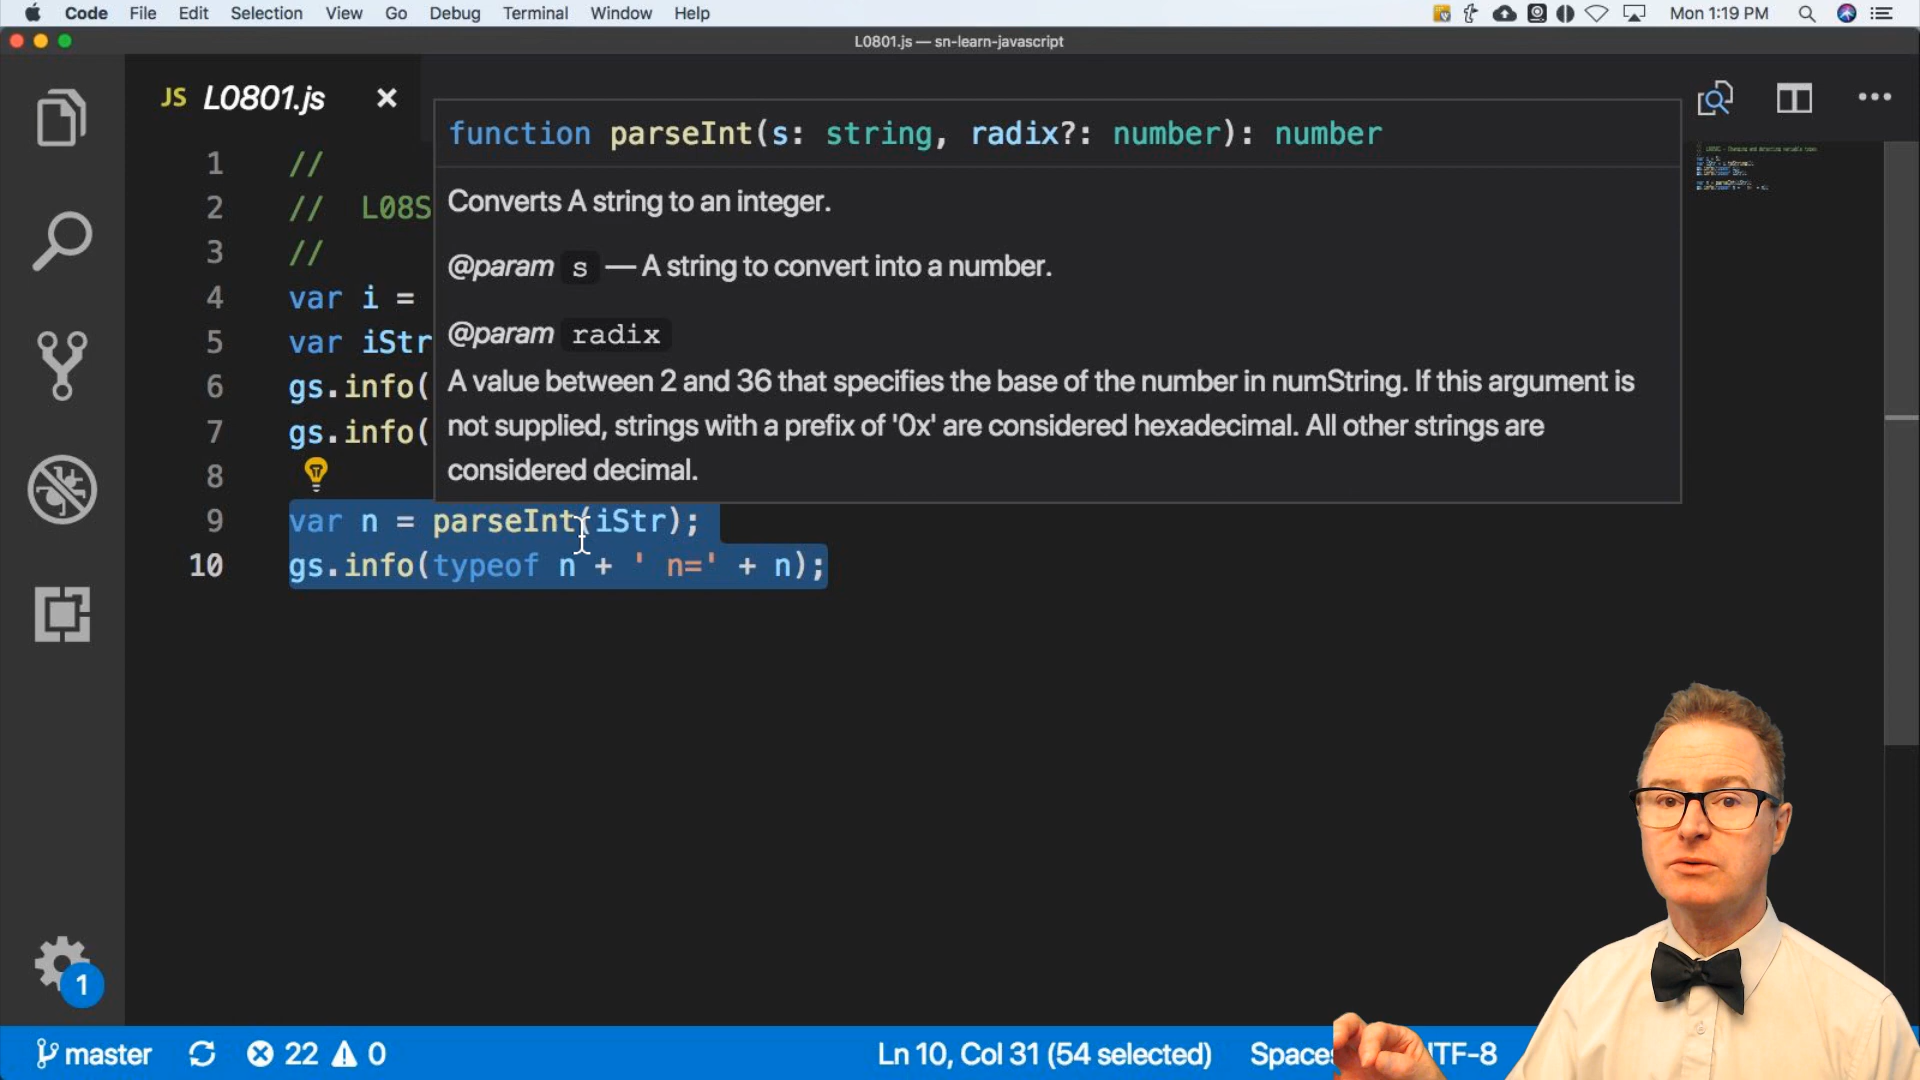 Code File Edit Selection View Go Debug Terminal Window Help Mon 1:19 PM
L0801.js — sn-learn-javascript
JS L0801.js
function parseInt(s: string, radix?: number): number
Converts A string to an integer.
@param s — A string to convert into a number.
@param radix
A value between 2 and 36 that specifies the base of the number in numString. If this argument is
not supplied, strings with a prefix of '0x' are considered hexadecimal. All other strings are
considered decimal.
1 //
2 // L08S
3 //
4 var i =
5 var iStr
6 gs.info(
7 gs.info(
8
9 var n = parseInt(iStr);
10 gs.info(typeof n + ' n=' + n);
1
master 22 0 Ln 10, Col 31 (54 selected) Spaces TF-8